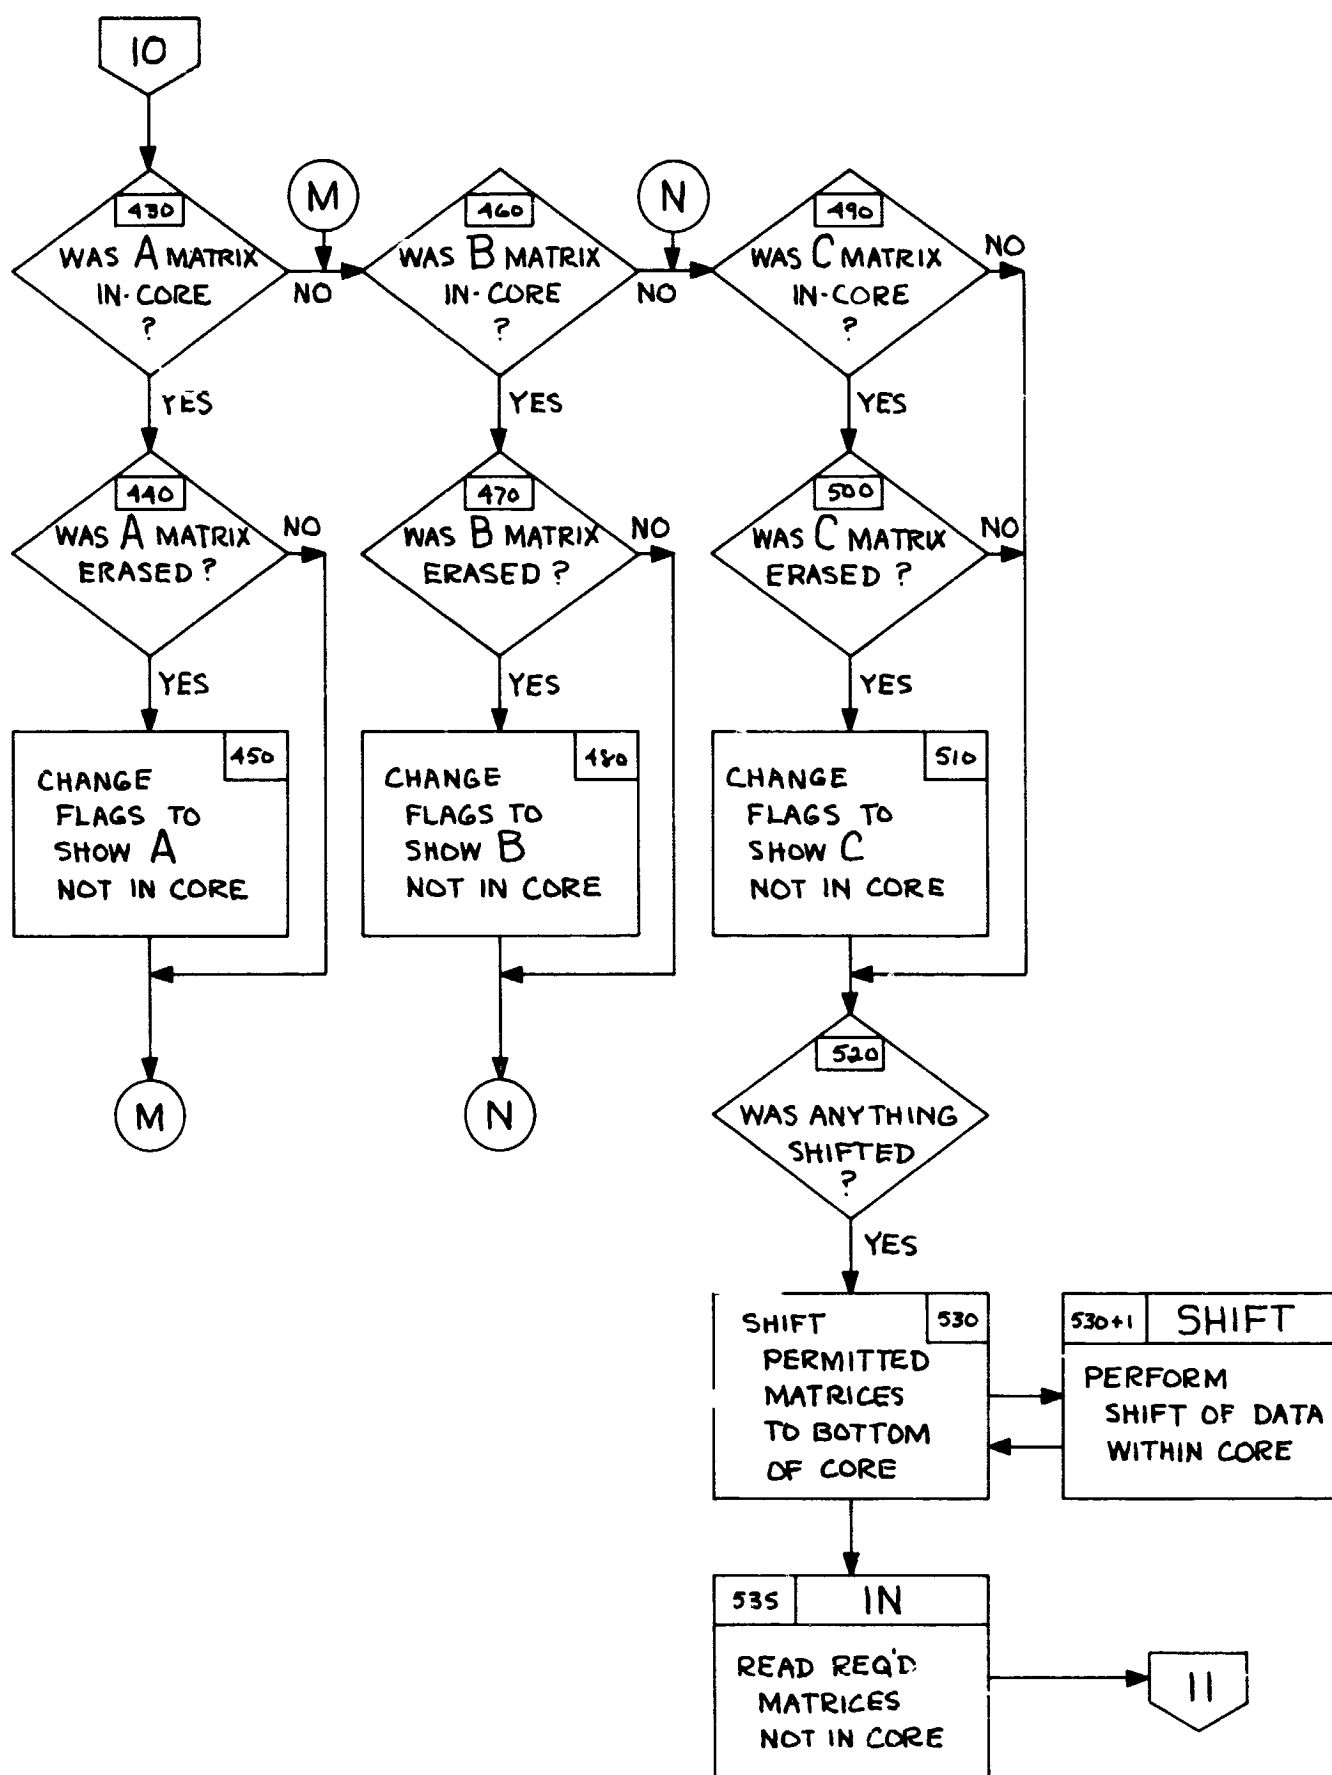 10
430
WAS A MATRIX
IN-CORE
?
NO
YES
M
460
WAS B MATRIX
IN-CORE
?
NO
YES
N
490
WAS C MATRIX
IN-CORE
?
NO
YES
440
WAS A MATRIX
ERASED ?
NO
YES
470
WAS B MATRIX
ERASED ?
NO
YES
500
WAS C MATRIX
ERASED ?
NO
YES
450
CHANGE
FLAGS TO
SHOW A
NOT IN CORE
480
CHANGE
FLAGS TO
SHOW B
NOT IN CORE
510
CHANGE
FLAGS TO
SHOW C
NOT IN CORE
M
N
520
WAS ANYTHING
SHIFTED
?
YES
530
SHIFT
PERMITTED
MATRICES
TO BOTTOM
OF CORE
530+1 SHIFT
PERFORM
SHIFT OF DATA
WITHIN CORE
535 IN
READ REQ'D
MATRICES
NOT IN CORE
11